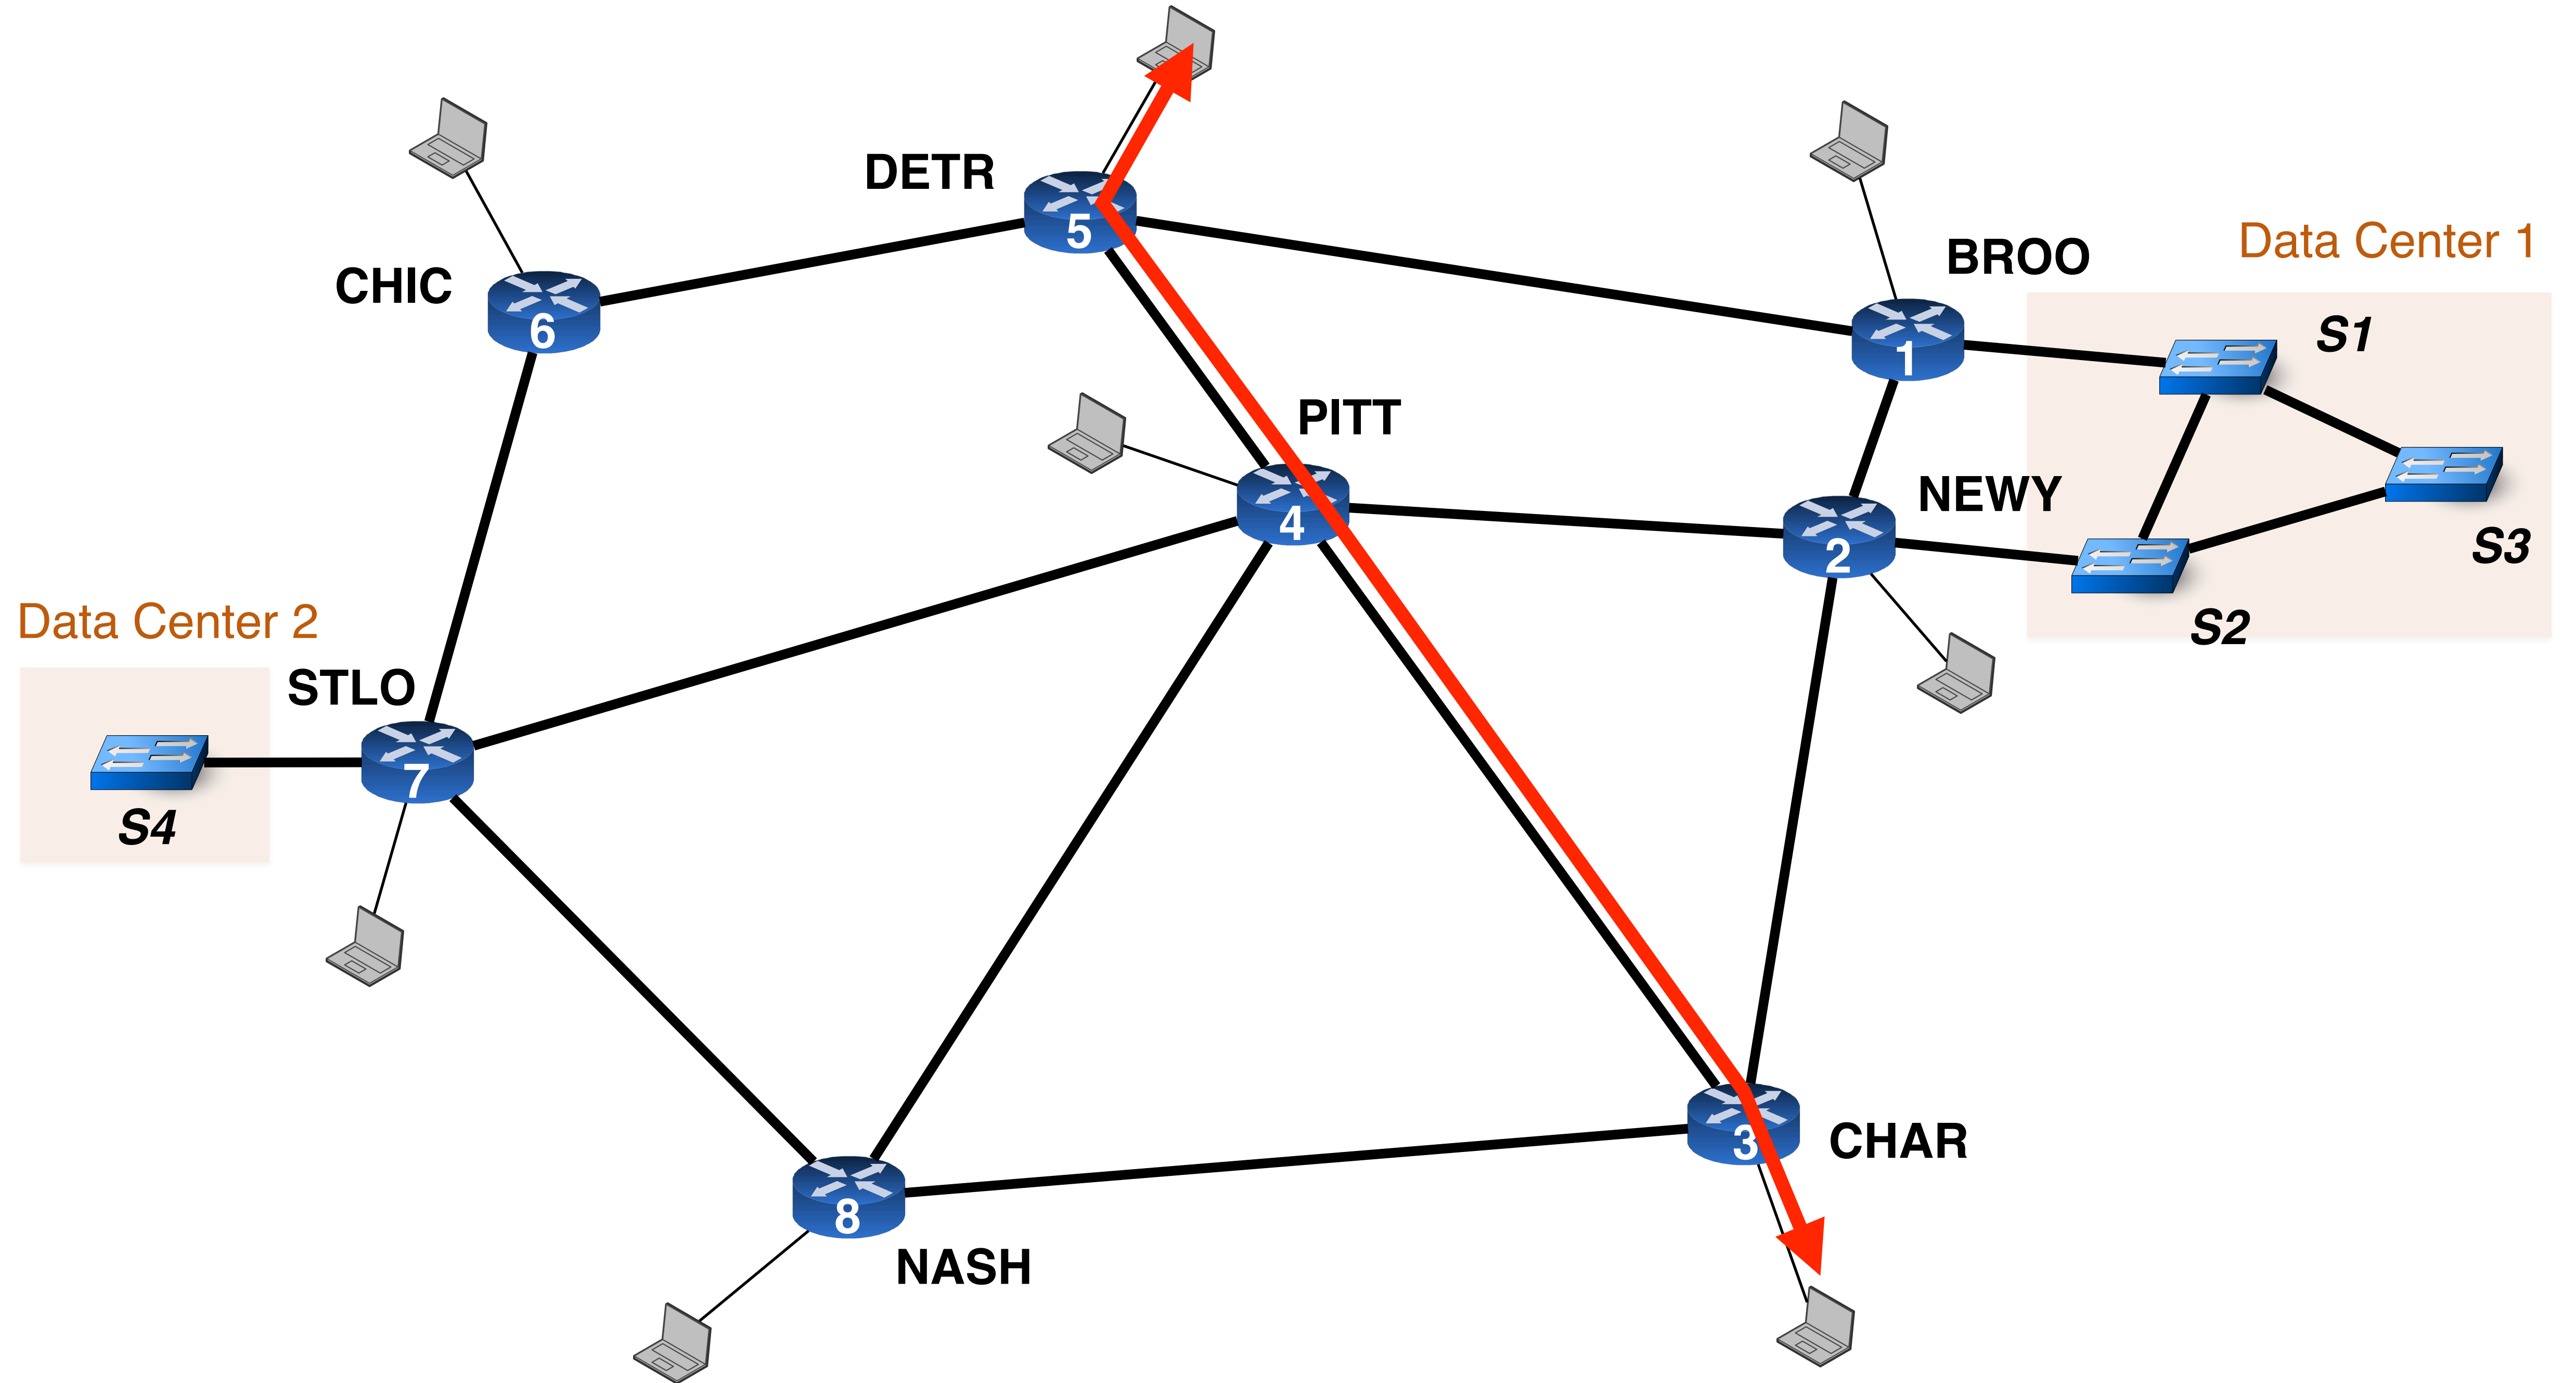 DETR
5
CHIC
6
BROO
1
Data Center 1
S1
PITT
4
NEWY
2
S3
S2
Data Center 2
STLO
7
S4
3
CHAR
8
NASH